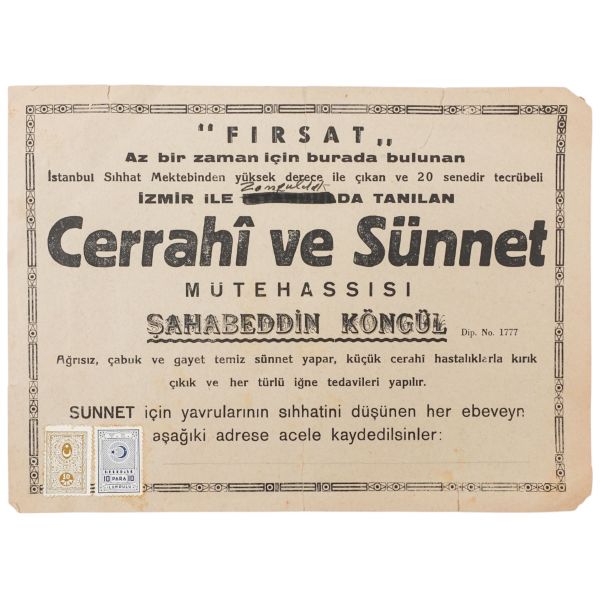 "FIRSAT„
Az bir zaman için burada bulunan
İstanbul Sıhhat Mektebinden yüksek derece ile çıkan ve 20 senedir tecrübeli
Zonguldak
İZMİR İLE DA TANILAN
Cerrahî ve Sünnet
MÜTEHASSISI
ŞAHABEDDİN KÖNGÜL Dip. No. 1777
Ağrısız, çabuk ve gayet temiz sünnet yapar, küçük cerahi hastalıklarla kırık
çıkık ve her türlü iğne tedavileri yapılır.
SUNNET için yavrularının sıhhatini düşünen her ebeveyn
aşağıki adrese acele kaydedilsinler:
10
10 PARA 10